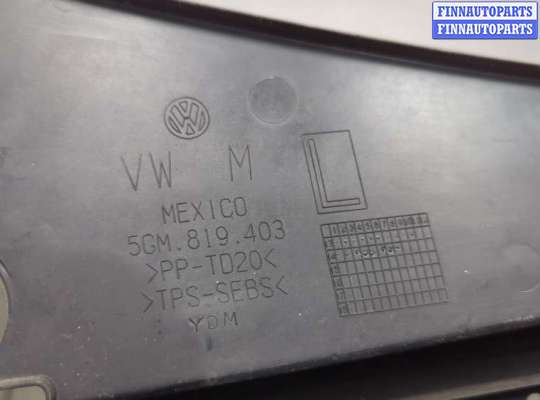 FINNAUTOPARTS
FINNAUTOPARTS
VW M
L
MEXICO
5GM.819.403
>PP-TD20<
>TPS-SEBS<
YDM